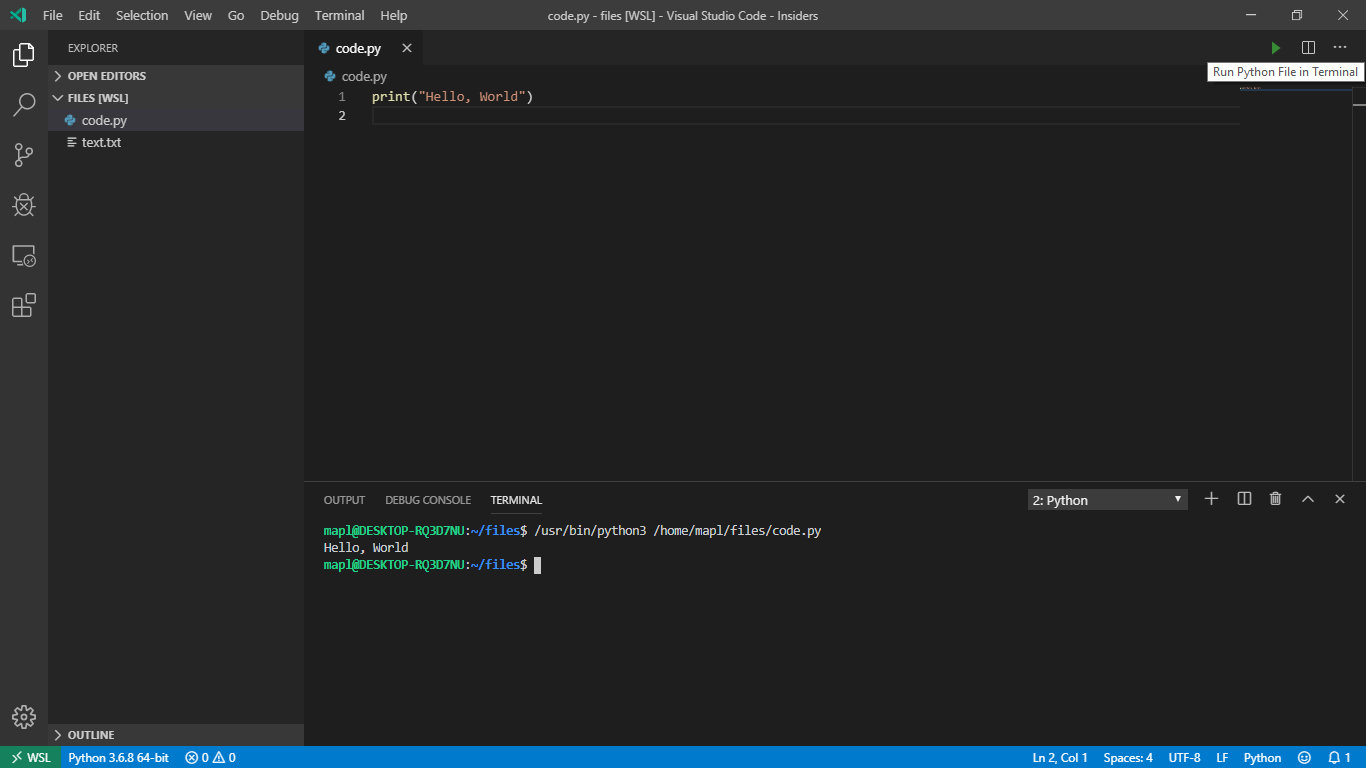 File Edit Selection View Go Debug Terminal Help code.py - files [WSL] - Visual Studio Code - Insiders
EXPLORER
code.py
Run Python File in Terminal
OPEN EDITORS
FILES [WSL]
code.py
text.txt
OUTLINE
code.py
1 print("Hello, World")
2
OUTPUT DEBUG CONSOLE TERMINAL 2: Python
mapl@DESKTOP-RQ3D7NU:~/files$ /usr/bin/python3 /home/mapl/files/code.py
Hello, World
mapl@DESKTOP-RQ3D7NU:~/files$
WSL Python 3.6.8 64-bit 0 0 Ln 2, Col 1 Spaces: 4 UTF-8 LF Python 1